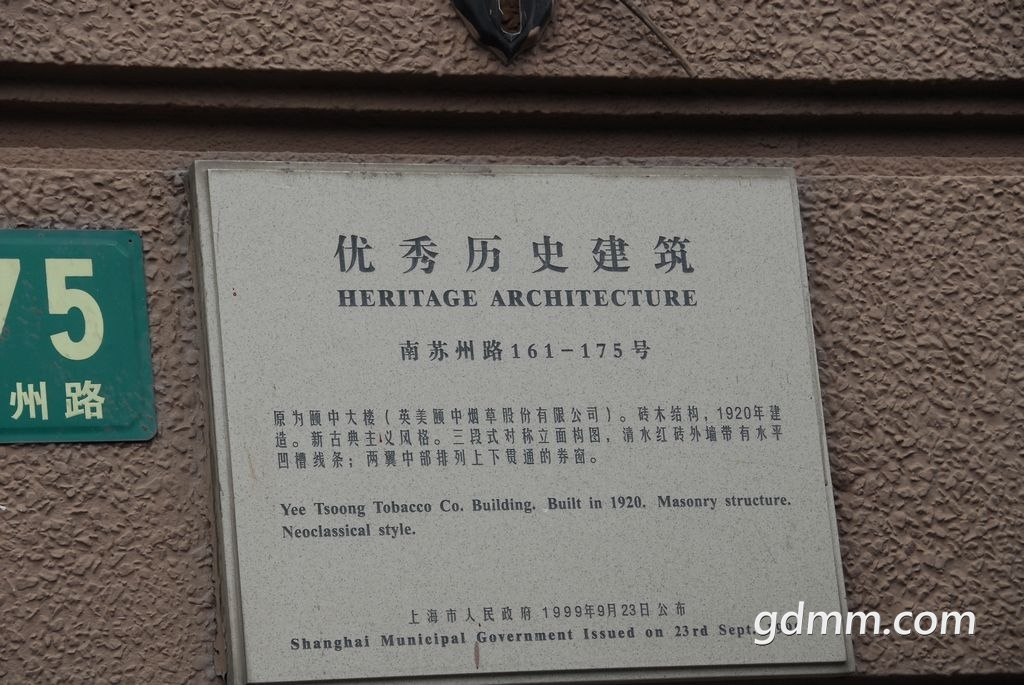 优秀历史建筑
HERITAGE ARCHITECTURE
南苏州路161-175号
原为颐中大楼(英美颐中烟草股份有限公司)。砖木结构,1920年建
造。新古典主义风格。三段式对称立面构图,清水红砖外墙带有水平
凹槽线条;两翼中部排列上下贯通的券窗。
Yee Tsoong Tobacco Co. Building. Built in 1920. Masonry structure.
Neoclassical style.
上海市人民政府 1999年9月23日公布
Shanghai Municipal Government Issued on 23rd Sept.
75
州路
gdmm.com